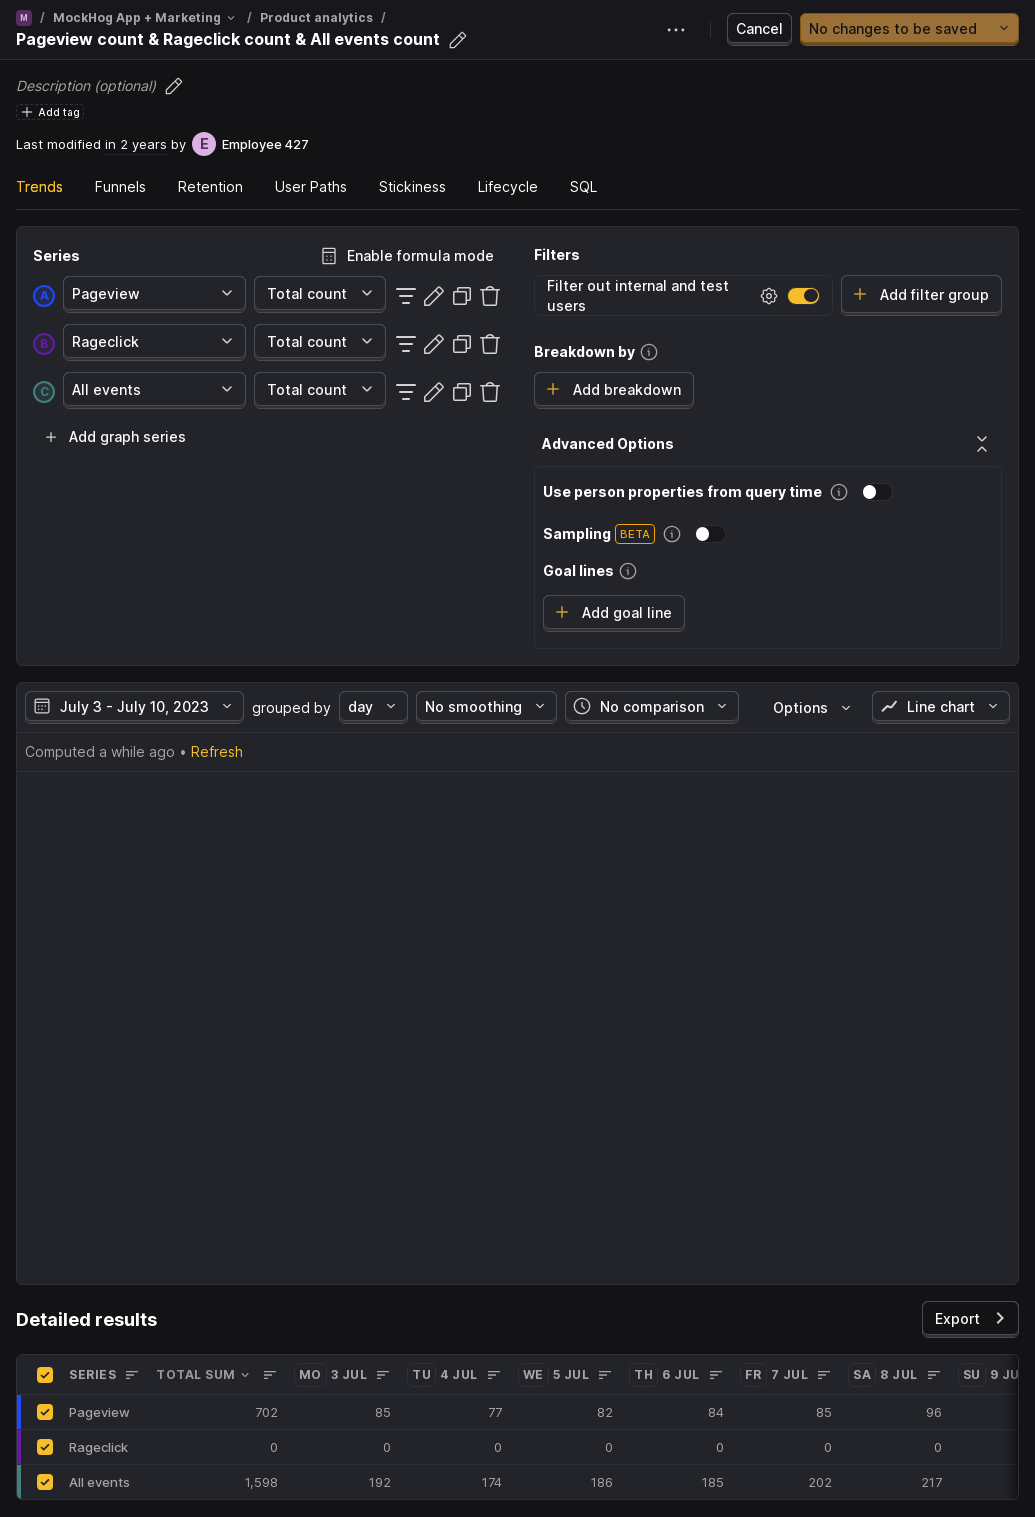 M / MockHog App + Marketing / Product analytics /
Pageview count & Rageclick count & All events count
Cancel
No changes to be saved
Description (optional)
Add tag
Last modified in 2 years by E Employee 427
Trends Funnels Retention User Paths Stickiness Lifecycle SQL
Series
Enable formula mode
A Pageview Total count
B Rageclick Total count
C All events Total count
Add graph series
Filters
Filter out internal and test
users
Add filter group
Breakdown by
Add breakdown
Advanced Options
Use person properties from query time
Sampling BETA
Goal lines
Add goal line
July 3 - July 10, 2023 grouped by day No smoothing No comparison Options Line chart
Computed a while ago • Refresh
Detailed results
Export
SERIES TOTAL SUM MO 3 JUL TU 4 JUL WE 5 JUL TH 6 JUL FR 7 JUL SA 8 JUL SU 9 JU
Pageview 702 85 77 82 84 85 96
Rageclick 0 0 0 0 0 0 0
All events 1,598 192 174 186 185 202 217